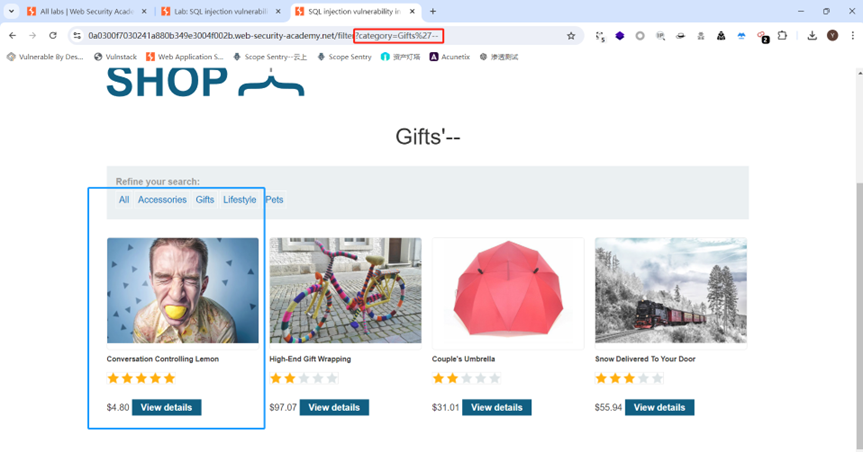 All labs | Web Security Acade
Lab: SQL injection vulnerabili
SQL injection vulnerability in
0a0300f7030241a880b349e3004f002b.web-security-academy.net/filter?category=Gifts%27--
Vulnerable By Des...
Vulnstack
Web Application S...
Scope Sentry--云上
Scope Sentry
资产灯塔
Acunetix
渗透测试
SHOP
Gifts'--
Refine your search:
All Accessories Gifts Lifestyle Pets
Conversation Controlling Lemon
High-End Gift Wrapping
Couple's Umbrella
Snow Delivered To Your Door
$4.80 View details
$97.07 View details
$31.01 View details
$55.94 View details